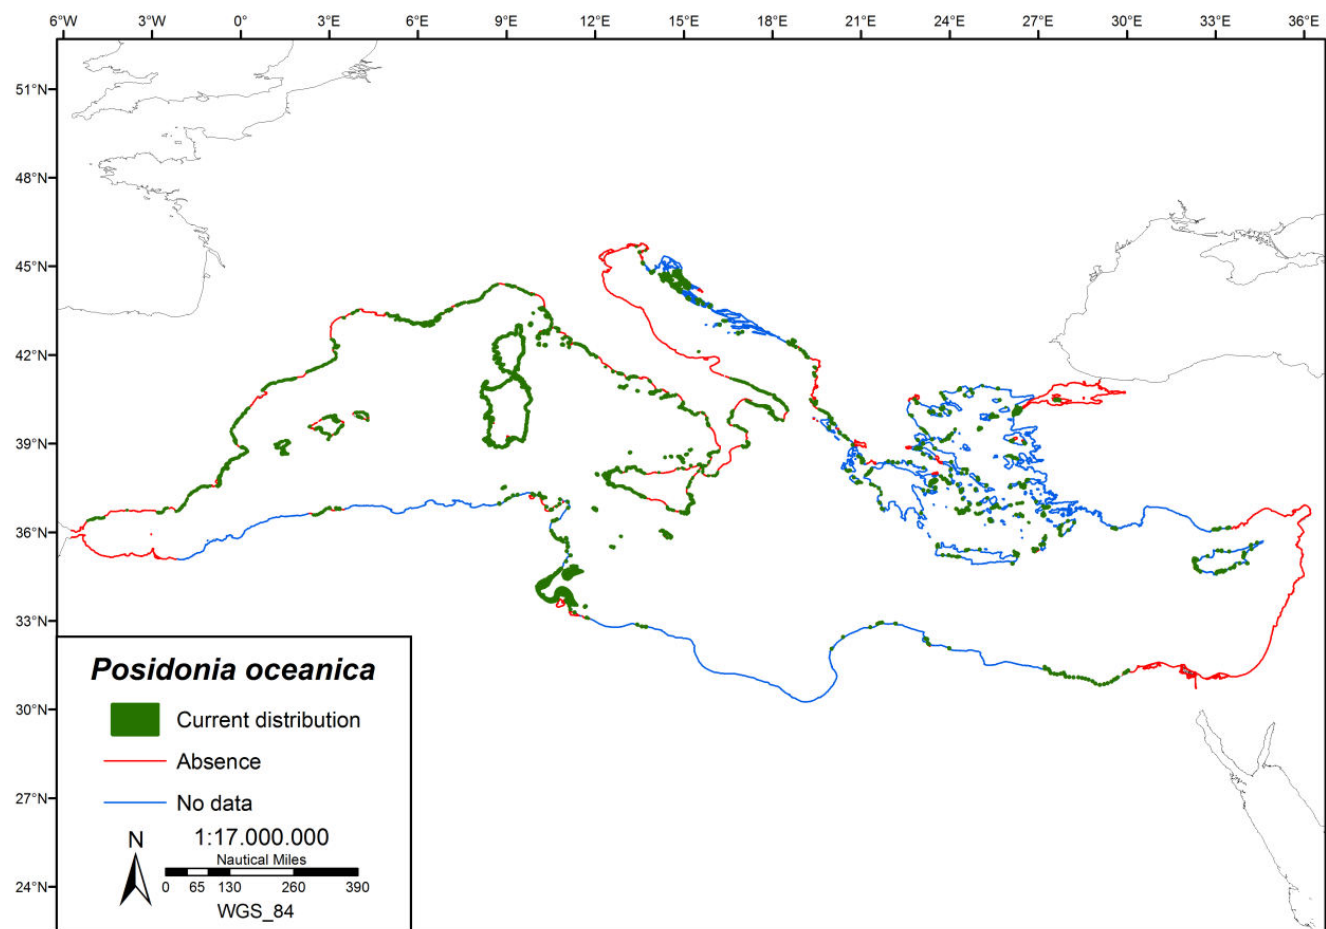 6°W 3°W 0° 3°E 6°E 9°E 12°E 15°E 18°E 21°E 24°E 27°E 30°E 33°E 36°E
51°N
48°N
45°N
42°N
39°N
36°N
33°N
30°N
27°N
24°N
Posidonia oceanica
Current distribution
Absence
No data
N
1:17.000.000
Nautical Miles
0 65 130 260 390
WGS_84